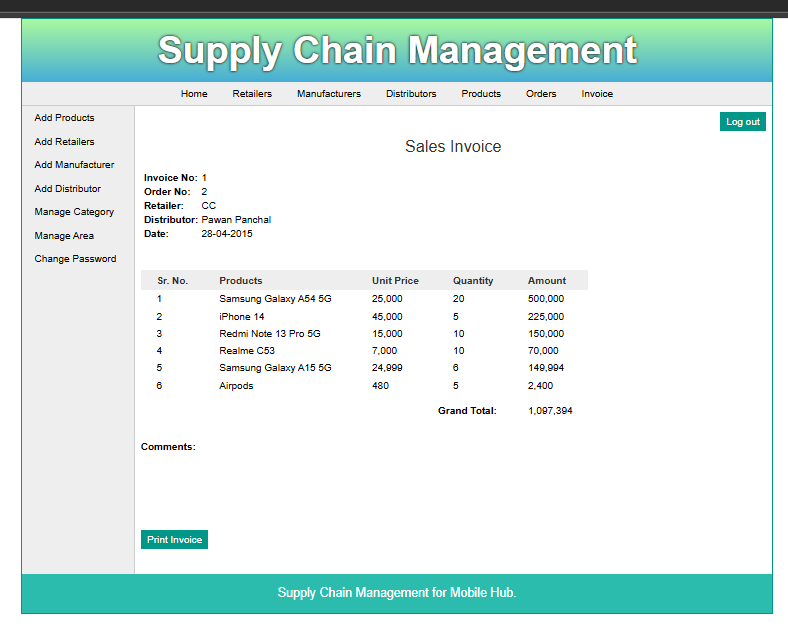 Supply Chain Management
Home Retailers Manufacturers Distributors Products Orders Invoice
Add Products
Add Retailers
Add Manufacturer
Add Distributor
Manage Category
Manage Area
Change Password
Log out
Sales Invoice
Invoice No: 1
Order No: 2
Retailer: CC
Distributor: Pawan Panchal
Date: 28-04-2015
Sr. No. Products Unit Price Quantity Amount
1 Samsung Galaxy A54 5G 25,000 20 500,000
2 iPhone 14 45,000 5 225,000
3 Redmi Note 13 Pro 5G 15,000 10 150,000
4 Realme C53 7,000 10 70,000
5 Samsung Galaxy A15 5G 24,999 6 149,994
6 Airpods 480 5 2,400
Grand Total: 1,097,394
Comments:
Print Invoice
Supply Chain Management for Mobile Hub.